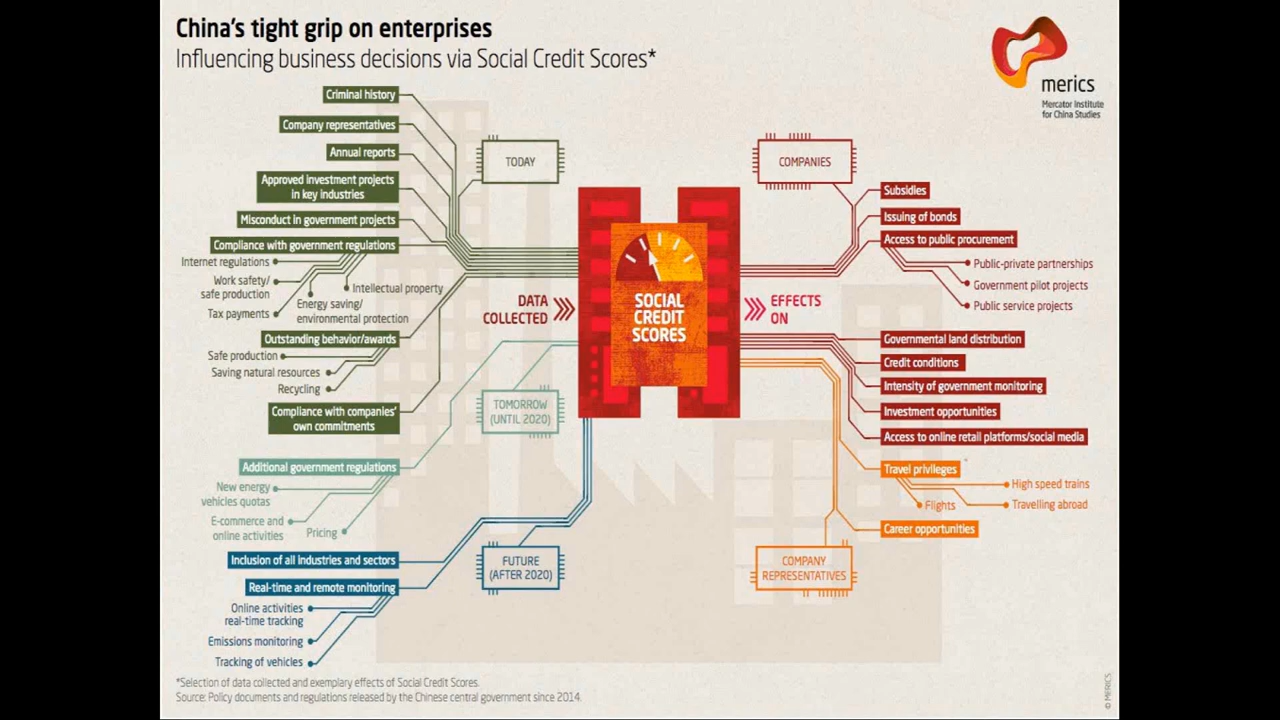 China's tight grip on enterprises
Influencing business decisions via Social Credit Scores*
merics
Mercator Institute
for China Studies
Criminal history
Company representatives
Annual reports
Approved investment projects
in key industries
Misconduct in government projects
Compliance with government regulations
Internet regulations
Work safety/
safe production
Tax payments
Energy saving/
environmental protection
Intellectual property
Outstanding behavior/awards
Safe production
Saving natural resources
Recycling
Compliance with companies'
own commitments
Additional government regulations
New energy
vehicles quotas
E-commerce and
online activities
Pricing
Inclusion of all industries and sectors
Real-time and remote monitoring
Online activities
real-time tracking
Emissions monitoring
Tracking of vehicles
TODAY
TOMORROW
(UNTIL 2020)
FUTURE
(AFTER 2020)
DATA
COLLECTED
SOCIAL
CREDIT
SCORES
EFFECTS
ON
COMPANIES
Subsidies
Issuing of bonds
Access to public procurement
Public-private partnerships
Government pilot projects
Public service projects
Governmental land distribution
Credit conditions
Intensity of government monitoring
Investment opportunities
Access to online retail platforms/social media
Travel privileges
High speed trains
Flights
Travelling abroad
Career opportunities
COMPANY
REPRESENTATIVES
*Selection of data collected and exemplary effects of Social Credit Scores.
Source: Policy documents and regulations released by the Chinese central government since 2014.
© MERICS